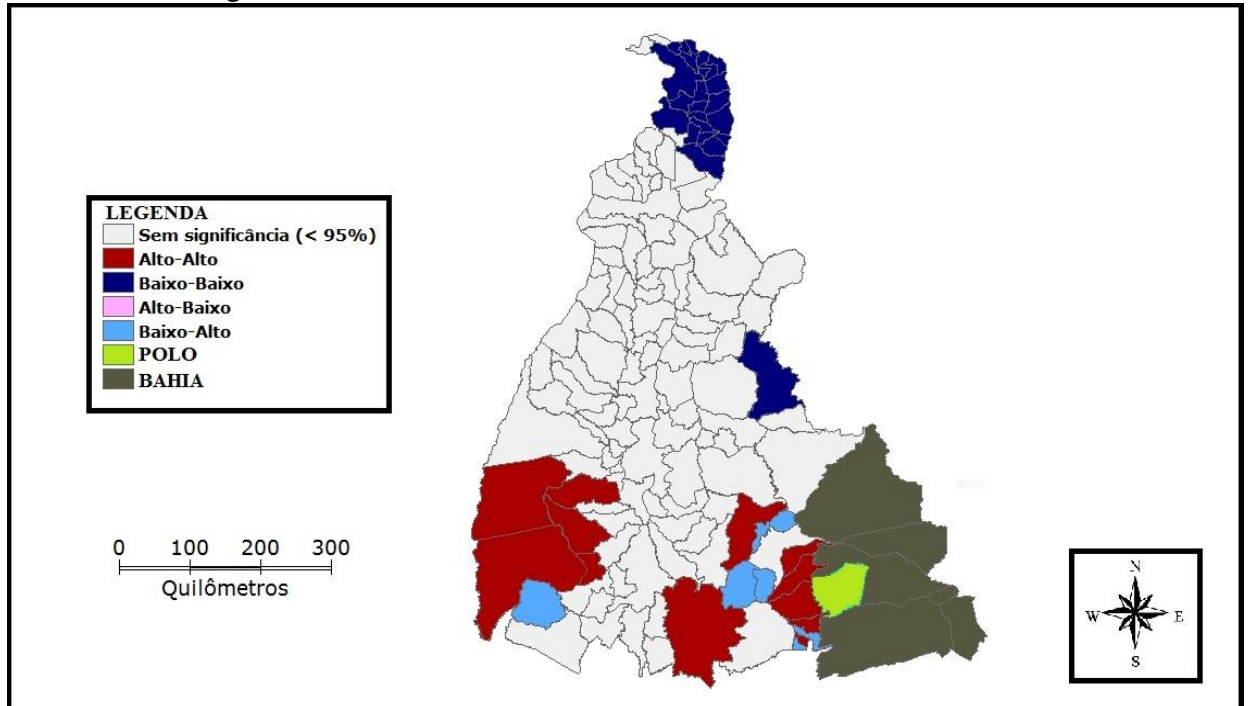 LEGENDA
Sem significância (< 95%)
Alto-Alto
Baixo-Baixo
Alto-Baixo
Baixo-Alto
POLO
BAHIA
0 100 200 300
Quilômetros
N
W E
S